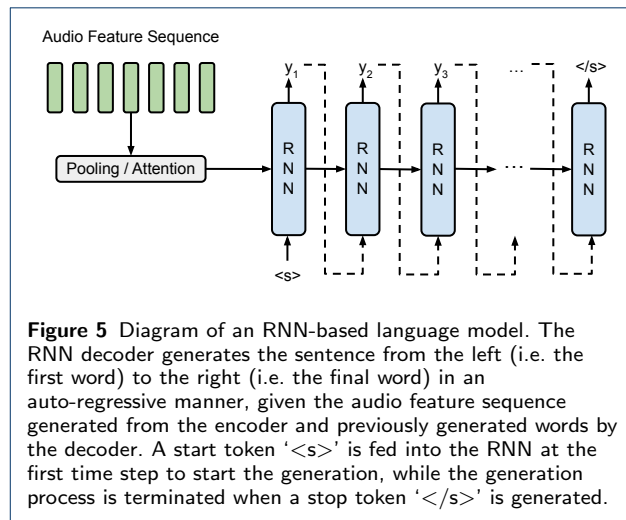 Audio Feature Sequence
y1 y2 y3 ... </s>
Pooling / Attention
RNN RNN RNN ... RNN
<s>
Figure 5 Diagram of an RNN-based language model. The
RNN decoder generates the sentence from the left (i.e. the
first word) to the right (i.e. the final word) in an
auto-regressive manner, given the audio feature sequence
generated from the encoder and previously generated words by
the decoder. A start token ‘<s>’ is fed into the RNN at the
first time step to start the generation, while the generation
process is terminated when a stop token ‘</s>’ is generated.